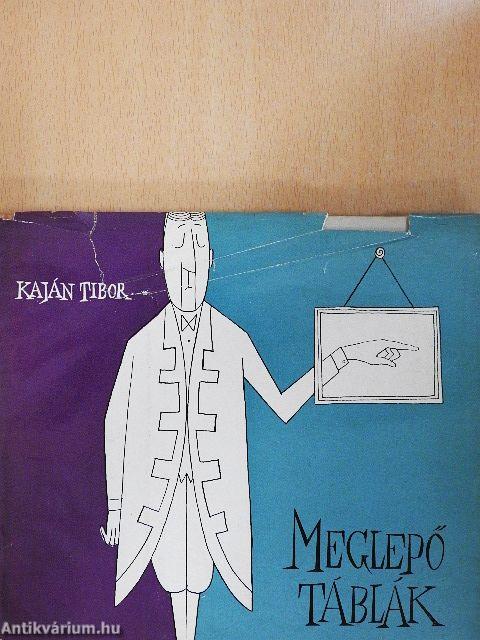 KAJÁN TIBOR
MEGLEPŐ
TÁBLÁK
Antikvárium.hu